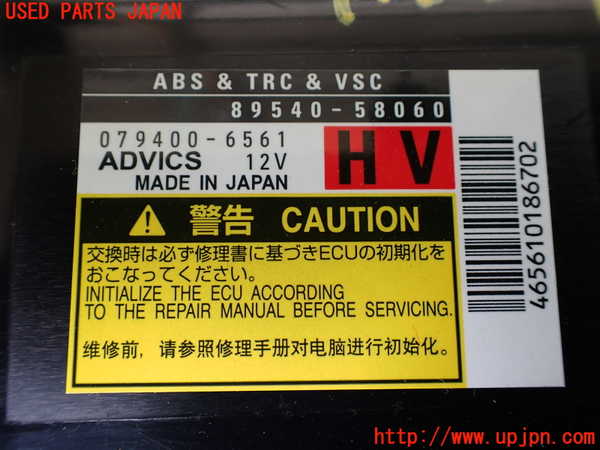 USED PARTS JAPAN
ABS & TRC & VSC
89540-58060
079400-6561
ADVICS 12V
MADE IN JAPAN
HV
警告 CAUTION
交換時は必ず修理書に基づきECUの初期化を
おこなってください。
INITIALIZE THE ECU ACCORDING
TO THE REPAIR MANUAL BEFORE SERVICING.
维修前，请参照修理手册对电脑进行初始化。
465610186702
http://www.upjpn.com/